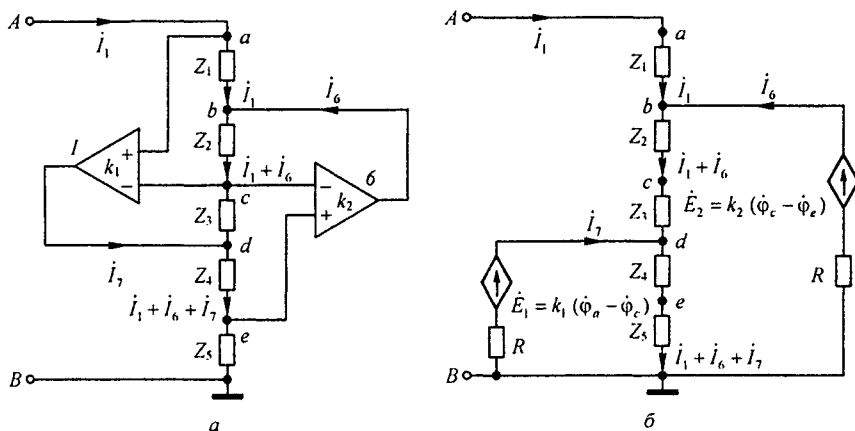 A
İ₁
a
Z₁
İ₁
İ₆
b
Z₂
1
k₁
+
−
İ₁ + İ₆
c
−
+
k₂
6
Z₃
d
İ₇
Z₄
İ₁ + İ₆ + İ₇
e
Z₅
B
а
A
İ₁
a
Z₁
İ₁
İ₆
b
Z₂
İ₁ + İ₆
c
Z₃
Ė₂ = k₂ (φ̇c − φ̇e)
İ₇
d
Z₄
R
Ė₁ = k₁ (φ̇a − φ̇c)
e
R
Z₅
İ₁ + İ₆ + İ₇
B
б